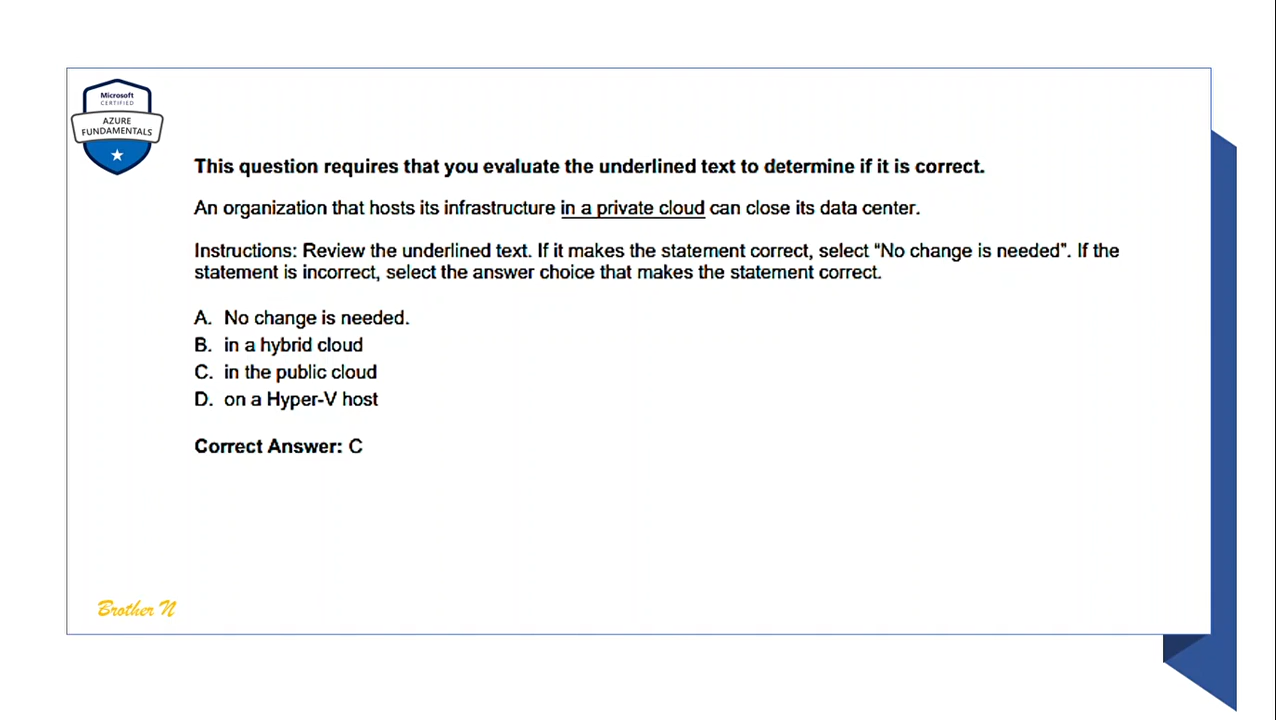 Microsoft
CERTIFIED
AZURE
FUNDAMENTALS
This question requires that you evaluate the underlined text to determine if it is correct.
An organization that hosts its infrastructure in a private cloud can close its data center.
Instructions: Review the underlined text. If it makes the statement correct, select “No change is needed”. If the
statement is incorrect, select the answer choice that makes the statement correct.
A. No change is needed.
B. in a hybrid cloud
C. in the public cloud
D. on a Hyper-V host
Correct Answer: C
Brother N